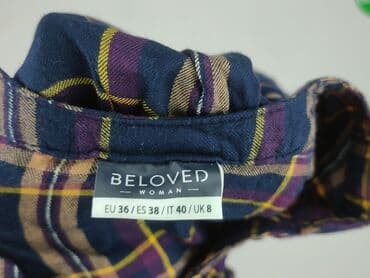 BELOVED
WOMAN
EU 36 / ES 38 / IT 40 / UK 8